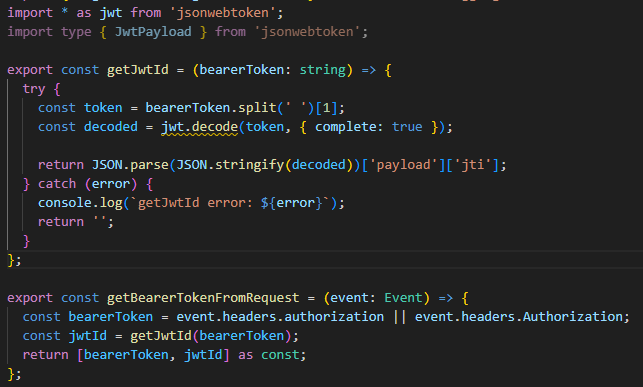 import * as jwt from 'jsonwebtoken';
import type { JwtPayload } from 'jsonwebtoken';

export const getJwtId = (bearerToken: string) => {
  try {
    const token = bearerToken.split(' ')[1];
    const decoded = jwt.decode(token, { complete: true });

    return JSON.parse(JSON.stringify(decoded))['payload']['jti'];
  } catch (error) {
    console.log(`getJwtId error: ${error}`);
    return '';
  }
};

export const getBearerTokenFromRequest = (event: Event) => {
  const bearerToken = event.headers.authorization || event.headers.Authorization;
  const jwtId = getJwtId(bearerToken);
  return [bearerToken, jwtId] as const;
};